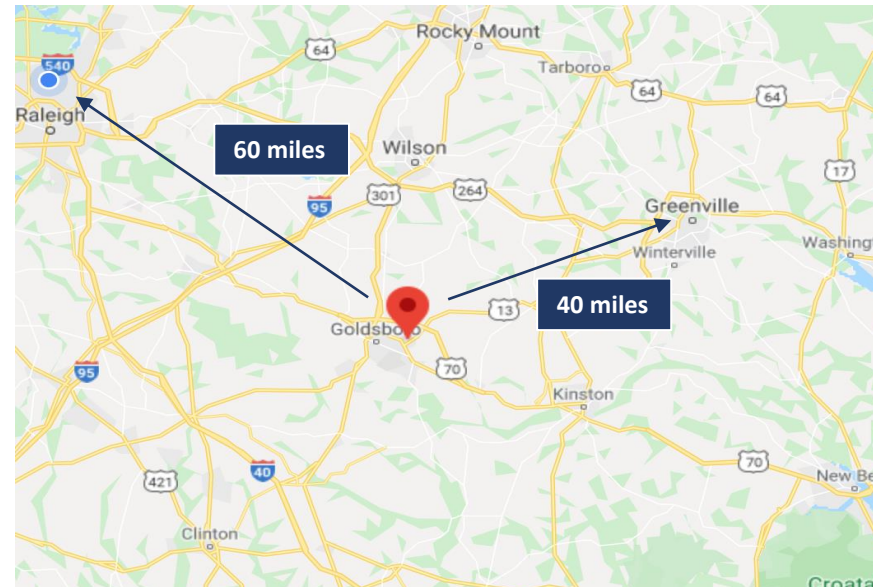 Rocky Mount
64
540
Tarboro
64
64
Raleigh
60 miles
Wilson
17
301
264
95
Greenville
Washingt
Winterville
13
40 miles
Goldsboro
70
95
Kinston
40
70
421
New Be
Clinton
Croata